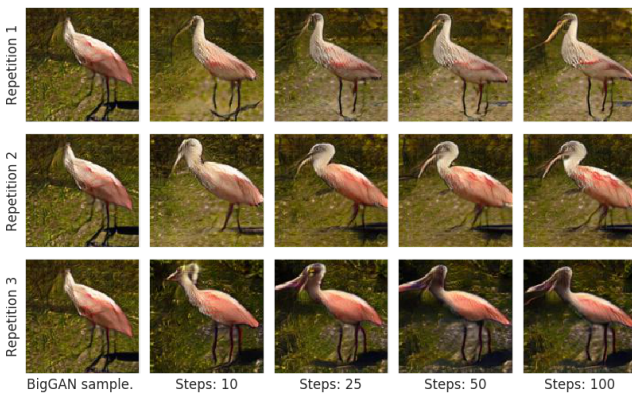 Repetition 1
Repetition 2
Repetition 3
BigGAN sample.
Steps: 10
Steps: 25
Steps: 50
Steps: 100